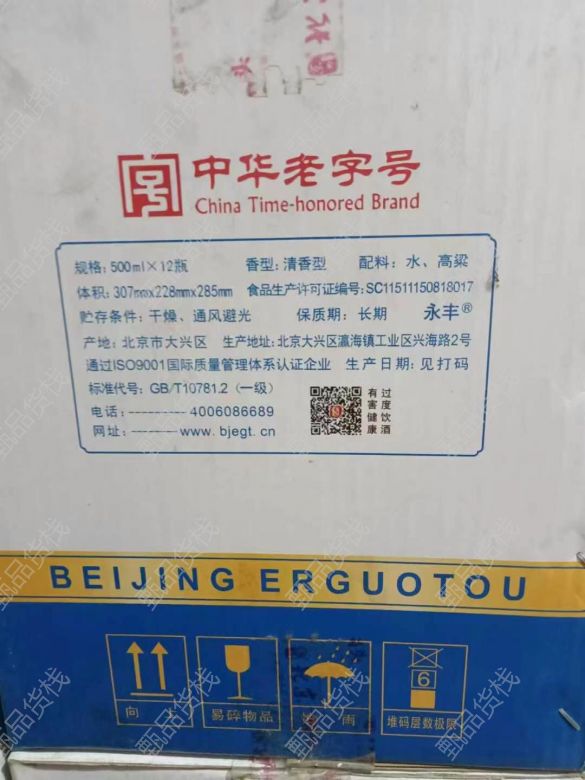 中华老字号
China Time-honored Brand
规格: 500ml×12瓶 香型: 清香型 配料: 水、高粱
体积: 307mmx228mmx285mm 食品生产许可证编号: SC11511150818017
贮存条件: 干燥、通风避光 保质期: 长期 永丰®
产地: 北京市大兴区 生产地址: 北京大兴区瀛海镇工业区兴海路2号
通过ISO9001国际质量管理体系认证企业 生产日期: 见打码
标准代号: GB/T10781.2 (一级)
电话: 4006086689
网址: www.bjegt.cn
过度饮酒
有害健康
BEIJING ERGUOTOU
6
向上
易碎物品
雨
堆码层数极限
甄品货栈